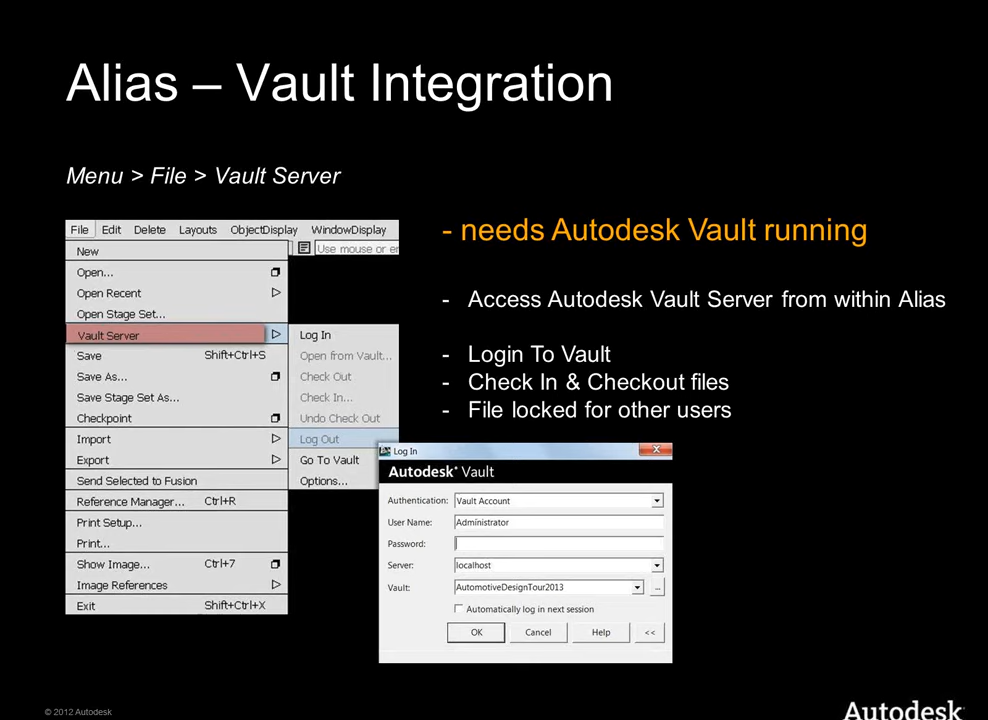 Alias – Vault Integration
Menu > File > Vault Server
File Edit Delete Layouts ObjectDisplay WindowDisplay
Use mouse or er
New
Open...
Open Recent
Open Stage Set...
Vault Server
Save Shift+Ctrl+S
Save As...
Save Stage Set As...
Checkpoint
Import
Export
Send Selected to Fusion
Reference Manager... Ctrl+R
Print Setup...
Print...
Show Image... Ctrl+7
Image References
Exit Shift+Ctrl+X
Log In
Open from Vault...
Check Out
Check In...
Undo Check Out
Log Out
Go To Vault
Options...
- needs Autodesk Vault running
- Access Autodesk Vault Server from within Alias
- Login To Vault
- Check In & Checkout files
- File locked for other users
Log In
Autodesk® Vault
Authentication: Vault Account
User Name: Administrator
Password:
Server: localhost
Vault: AutomotiveDesignTour2013
...
Automatically log in next session
OK Cancel Help <<
© 2012 Autodesk
Autodesk